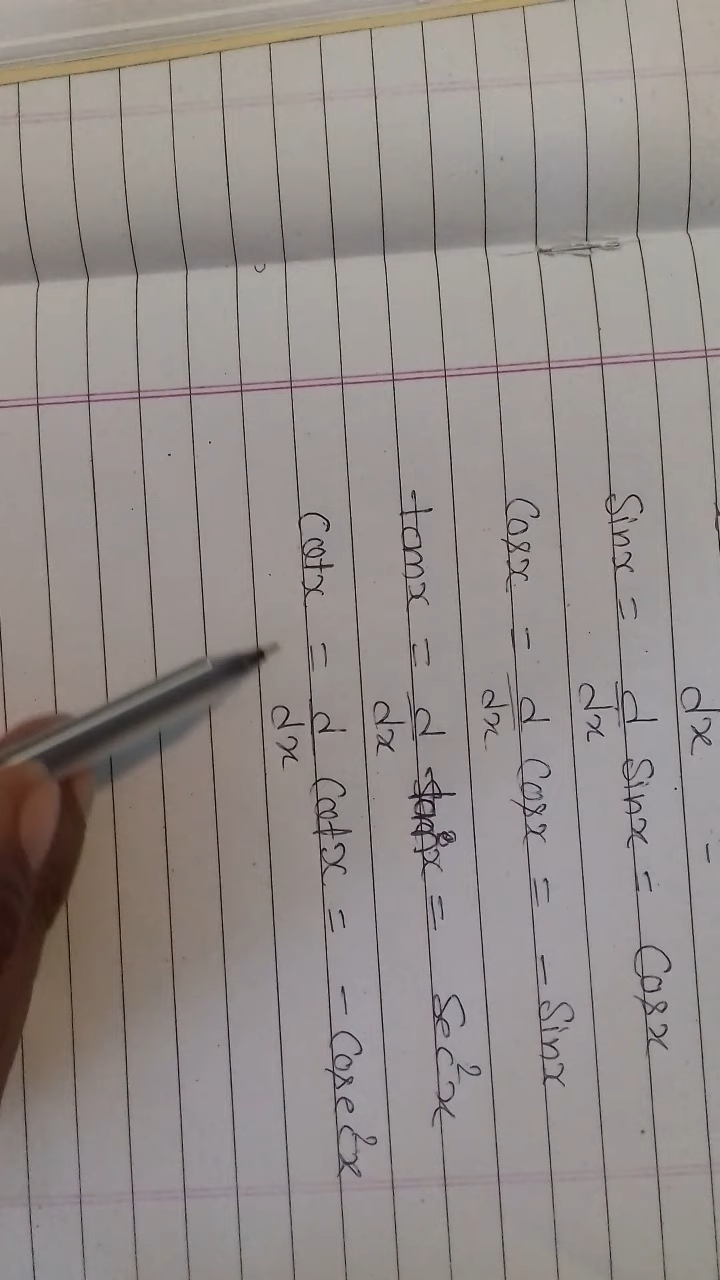 d/dx -
Sinx = d/dx Sinx = Cosx
Cosx - d/dx Cosx = - Sinx
tanx = d/dx tanx = Sec²x
Cotx = d/dx Cotx = - Cosec²x